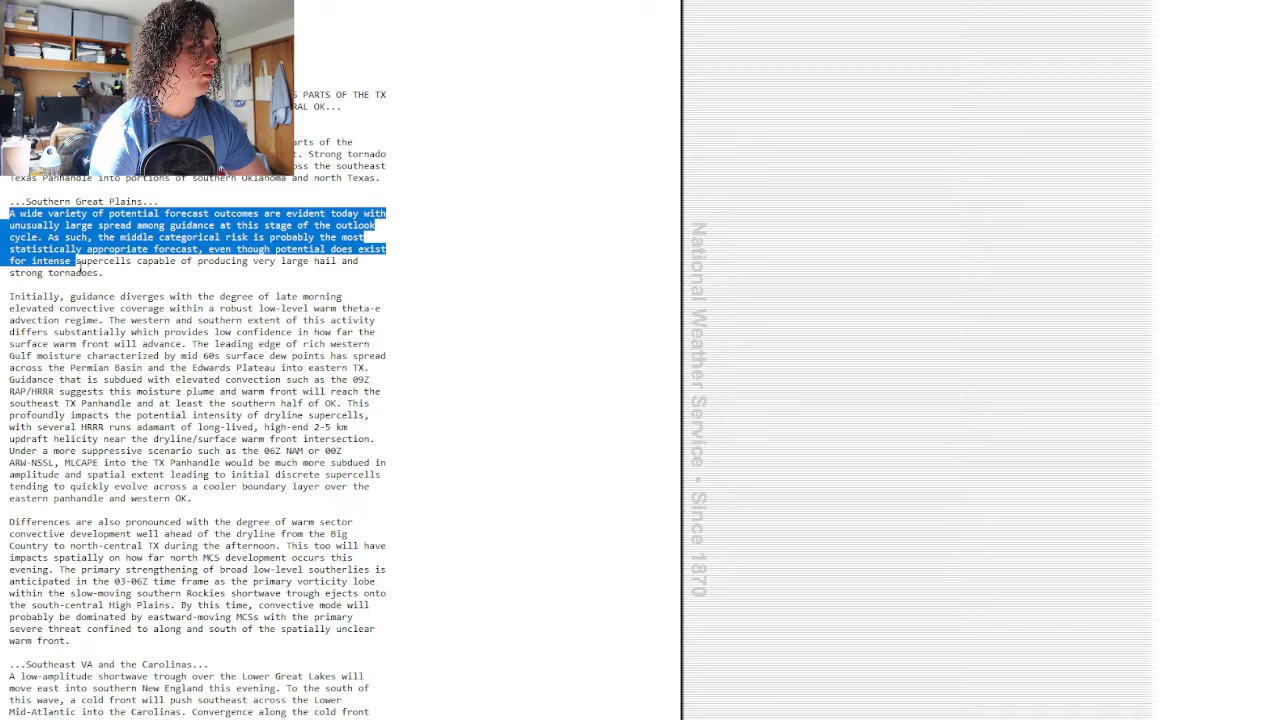 S PARTS OF THE TX
RAL OK...
arts of the
t. Strong tornado
oss the southeast
Texas Panhandle into portions of southern Oklahoma and north Texas.
...Southern Great Plains...
A wide variety of potential forecast outcomes are evident today with
unusually large spread among guidance at this stage of the outlook
cycle. As such, the middle categorical risk is probably the most
statistically appropriate forecast, even though potential does exist
for intense supercells capable of producing very large hail and
strong tornadoes.
Initially, guidance diverges with the degree of late morning
elevated convective coverage within a robust low-level warm theta-e
advection regime. The western and southern extent of this activity
differs substantially which provides low confidence in how far the
surface warm front will advance. The leading edge of rich western
Gulf moisture characterized by mid 60s surface dew points has spread
across the Permian Basin and the Edwards Plateau into eastern TX.
Guidance that is subdued with elevated convection such as the 09Z
RAP/HRRR suggests this moisture plume and warm front will reach the
southeast TX Panhandle and at least the southern half of OK. This
profoundly impacts the potential intensity of dryline supercells,
with several HRRR runs adamant of long-lived, high-end 2-5 km
updraft helicity near the dryline/surface warm front intersection.
Under a more suppressive scenario such as the 06Z NAM or 00Z
ARW-NSSL, MLCAPE into the TX Panhandle would be much more subdued in
amplitude and spatial extent leading to initial discrete supercells
tending to quickly evolve across a cooler boundary layer over the
eastern panhandle and western OK.
Differences are also pronounced with the degree of warm sector
convective development well ahead of the dryline from the Big
Country to north-central TX during the afternoon. This too will have
impacts spatially on how far north MCS development occurs this
evening. The primary strengthening of broad low-level southerlies is
anticipated in the 03-06Z time frame as the primary vorticity lobe
within the slow-moving southern Rockies shortwave trough ejects onto
the south-central High Plains. By this time, convective mode will
probably be dominated by eastward-moving MCSs with the primary
severe threat confined to along and south of the spatially unclear
warm front.
...Southeast VA and the Carolinas...
A low-amplitude shortwave trough over the Lower Great Lakes will
move east into southern New England this evening. To the south of
this wave, a cold front will push southeast across the Lower
Mid-Atlantic into the Carolinas. Convergence along the cold front
National Weather Service • Since 1870